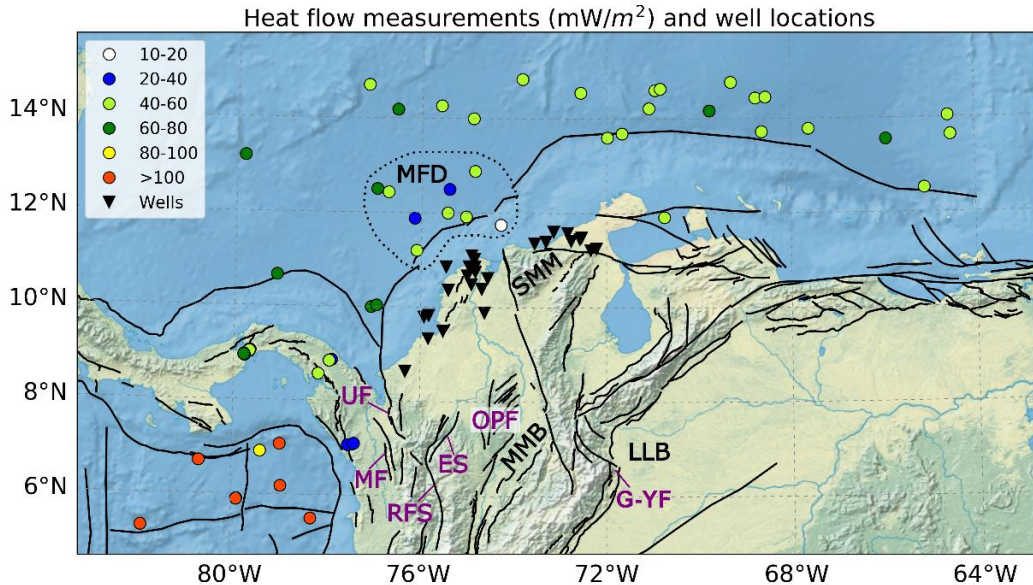 Heat flow measurements (mW/m²) and well locations
10-20
20-40
40-60
60-80
80-100
>100
Wells
14°N
12°N
10°N
8°N
6°N
MFD
SMM
UF
OPF
MF
ES
MMB
LLB
RFS
G-YF
80°W
76°W
72°W
68°W
64°W